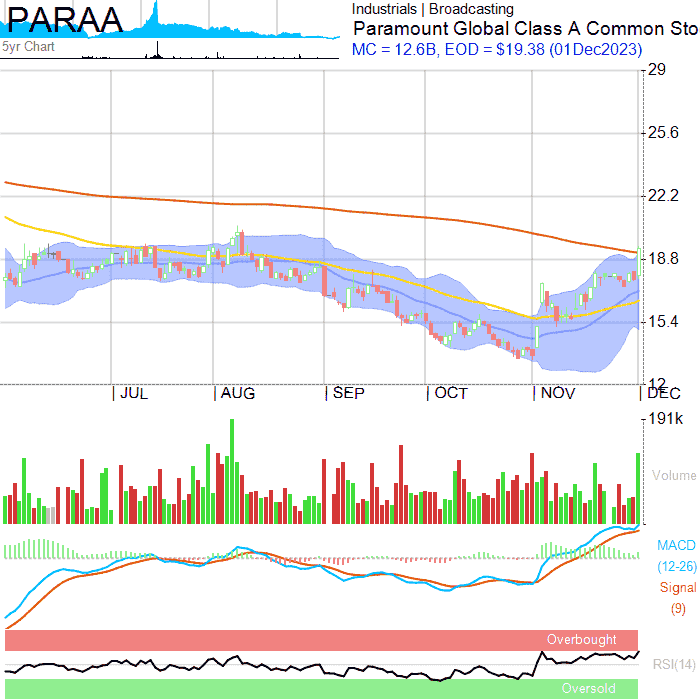 PARAA
5yr Chart
Industrials | Broadcasting
Paramount Global Class A Common Sto
MC = 12.6B, EOD = $19.38 (01Dec2023)
29
25.6
22.2
18.8
15.4
12
JUL AUG SEP OCT NOV DEC
191k
Volume
MACD
(12-26)
Signal
(9)
Overbought
RSI(14)
Oversold